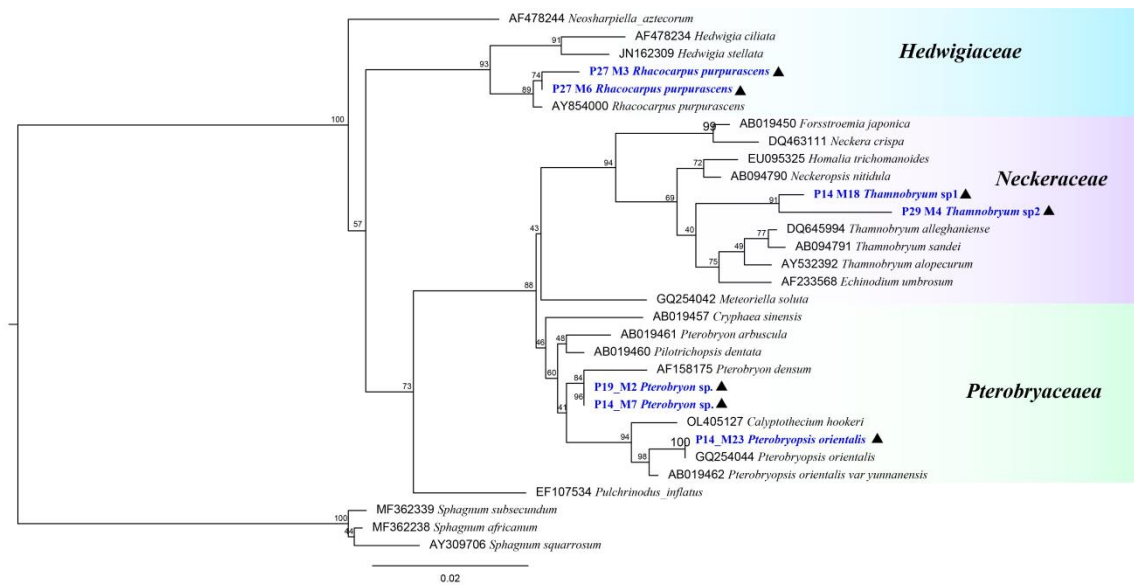 AF478244 Neosharpiella_aztecorum
AF478234 Hedwigia ciliata
91
JN162309 Hedwigia stellata
Hedwigiaceae
93
P27 M3 Rhacocarpus purpurascens ▲
74
P27 M6 Rhacocarpus purpurascens ▲
89
AY854000 Rhacocarpus purpurascens
100
AB019450 Forsstroemia japonica
99
DQ463111 Neckera crispa
EU095325 Homalia trichomanoides
94
72
AB094790 Neckeropsis nitidula
Neckeraceae
P14 M18 Thamnobryum sp1 ▲
69
91
P29 M4 Thamnobryum sp2 ▲
57
DQ645994 Thamnobryum alleghaniense
77
43
40
AB094791 Thamnobryum sandei
49
AY532392 Thamnobryum alopecurum
75
AF233568 Echinodium umbrosum
88
GQ254042 Meteoriella soluta
AB019457 Cryphaea sinensis
46
AB019461 Pterobryon arbuscula
48
AB019460 Pilotrichopsis dentata
60
AF158175 Pterobryon densum
84
73
P19_M2 Pterobryon sp. ▲
Pterobryaceaea
96
P14_M7 Pterobryon sp. ▲
41
OL405127 Calyptothecium hookeri
94
P14_M23 Pterobryopsis orientalis ▲
100
GQ254044 Pterobryopsis orientalis
98
AB019462 Pterobryopsis orientalis var yunnanensis
EF107534 Pulchrinodus_inflatus
MF362339 Sphagnum subsecundum
100
MF362238 Sphagnum africanum
44
AY309706 Sphagnum squarrosum
0.02